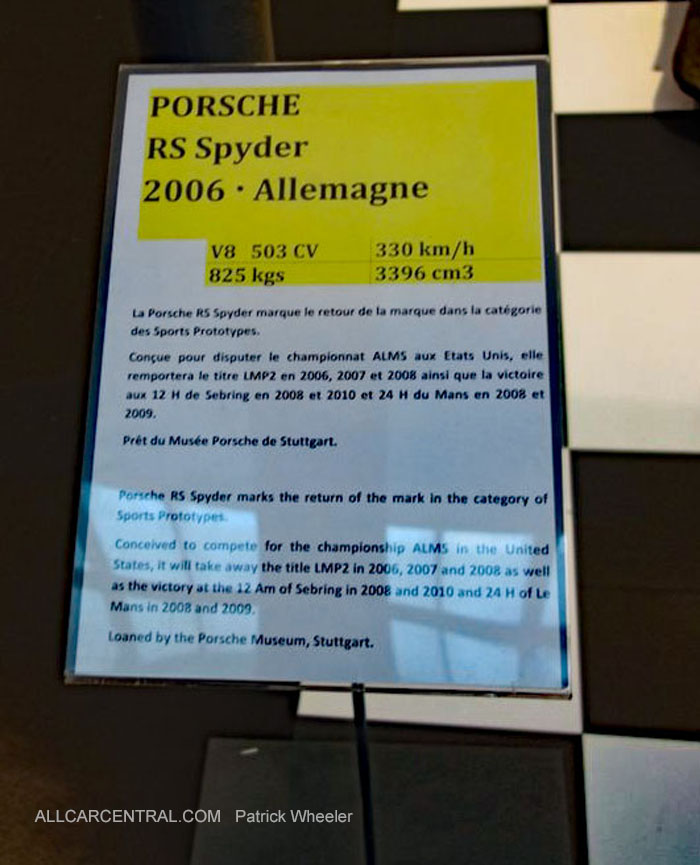 PORSCHE
RS Spyder
2006 · Allemagne
V8 503 CV 330 km/h
825 kgs 3396 cm3
La Porsche RS Spyder marque le retour de la marque dans la catégorie
des Sports Prototypes.
Conçue pour disputer le championnat ALMS aux Etats Unis, elle
remportera le titre LMP2 en 2006, 2007 et 2008 ainsi que la victoire
aux 12 H de Sebring en 2008 et 2010 et 24 H du Mans en 2008 et
2009.
Prêt du Musée Porsche de Stuttgart.
Porsche RS Spyder marks the return of the mark in the category of
Sports Prototypes.
Conceived to compete for the championship ALMS in the United
States, it will take away the title LMP2 in 2006, 2007 and 2008 as well
as the victory at the 12 Am of Sebring in 2008 and 2010 and 24 H of Le
Mans in 2008 and 2009.
Loaned by the Porsche Museum, Stuttgart.
ALLCARCENTRAL.COM Patrick Wheeler